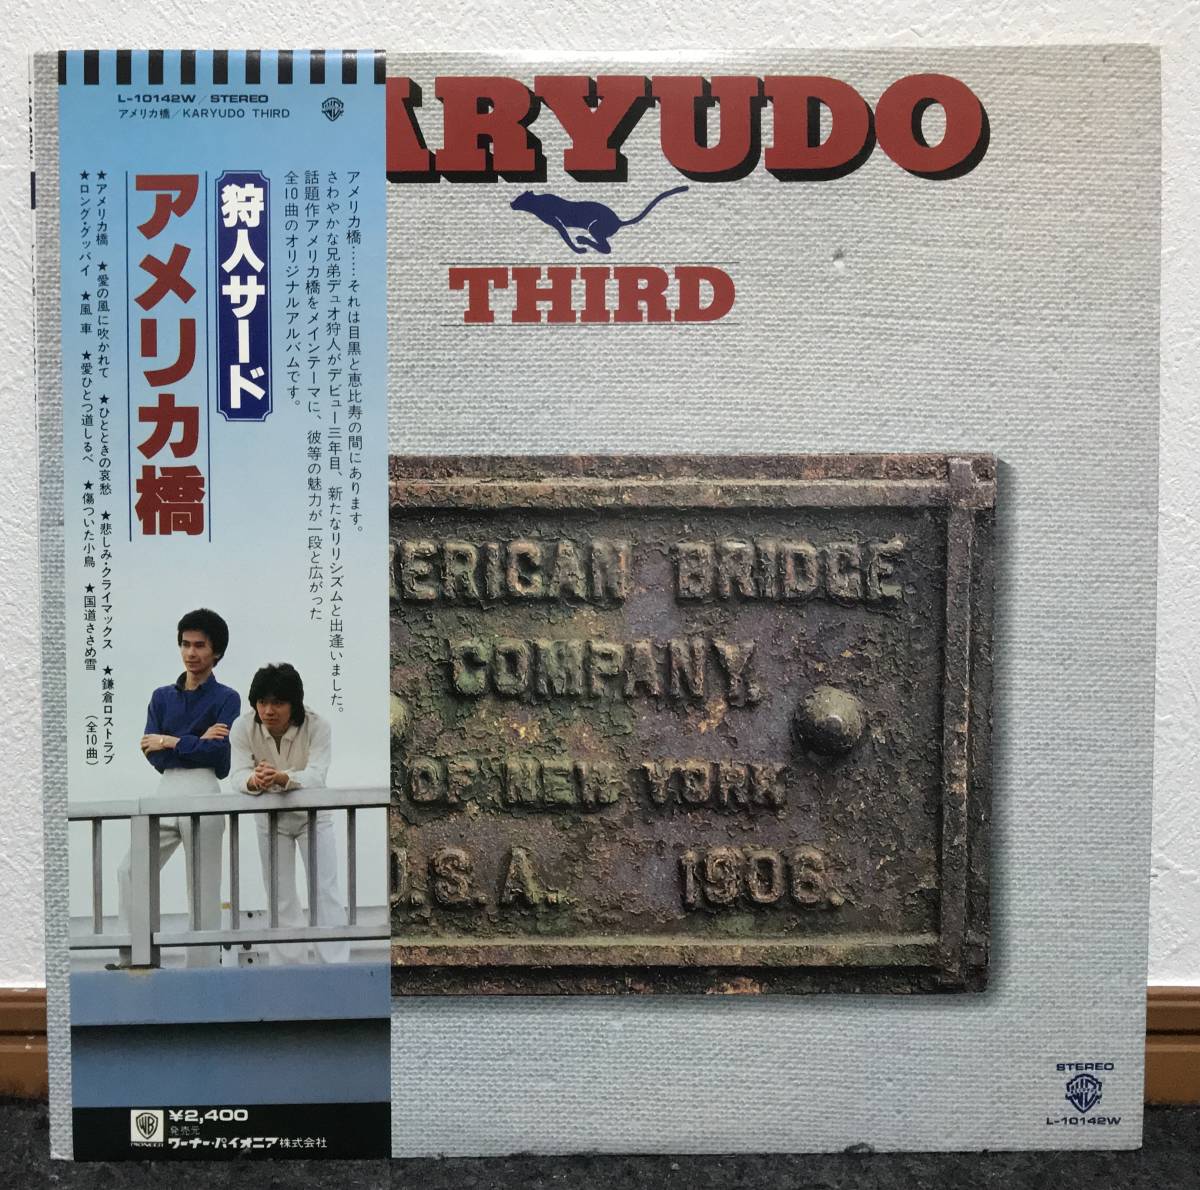 L-10142W/STEREO
アメリカ橋/KARYUDO THIRD
狩人サード
アメリカ橋
アメリカ橋……それは目黒と恵比寿の間にあります。
さわやかな兄弟デュオ狩人がデビュー三年目、新たなリリシズムと出逢いました。
話題作アメリカ橋をメインテーマに、彼等の魅力が一段と広がった
全10曲のオリジナルアルバムです。
★アメリカ橋 ★愛の風に吹かれて ★ひとときの哀愁 ★悲しみ・クライマックス ★鎌倉ロストラブ
★ロング・グッバイ ★風車 ★愛ひとつ道しるべ ★傷ついた小鳥 ★国道ささめ雪 (全10曲)
¥2,400
発売元
ワーナー・パイオニア株式会社
ARYUDO
THIRD
MERICAN BRIDGE
COMPANY.
OF NEW YORK
U.S.A. 1906.
STEREO
L-10142W